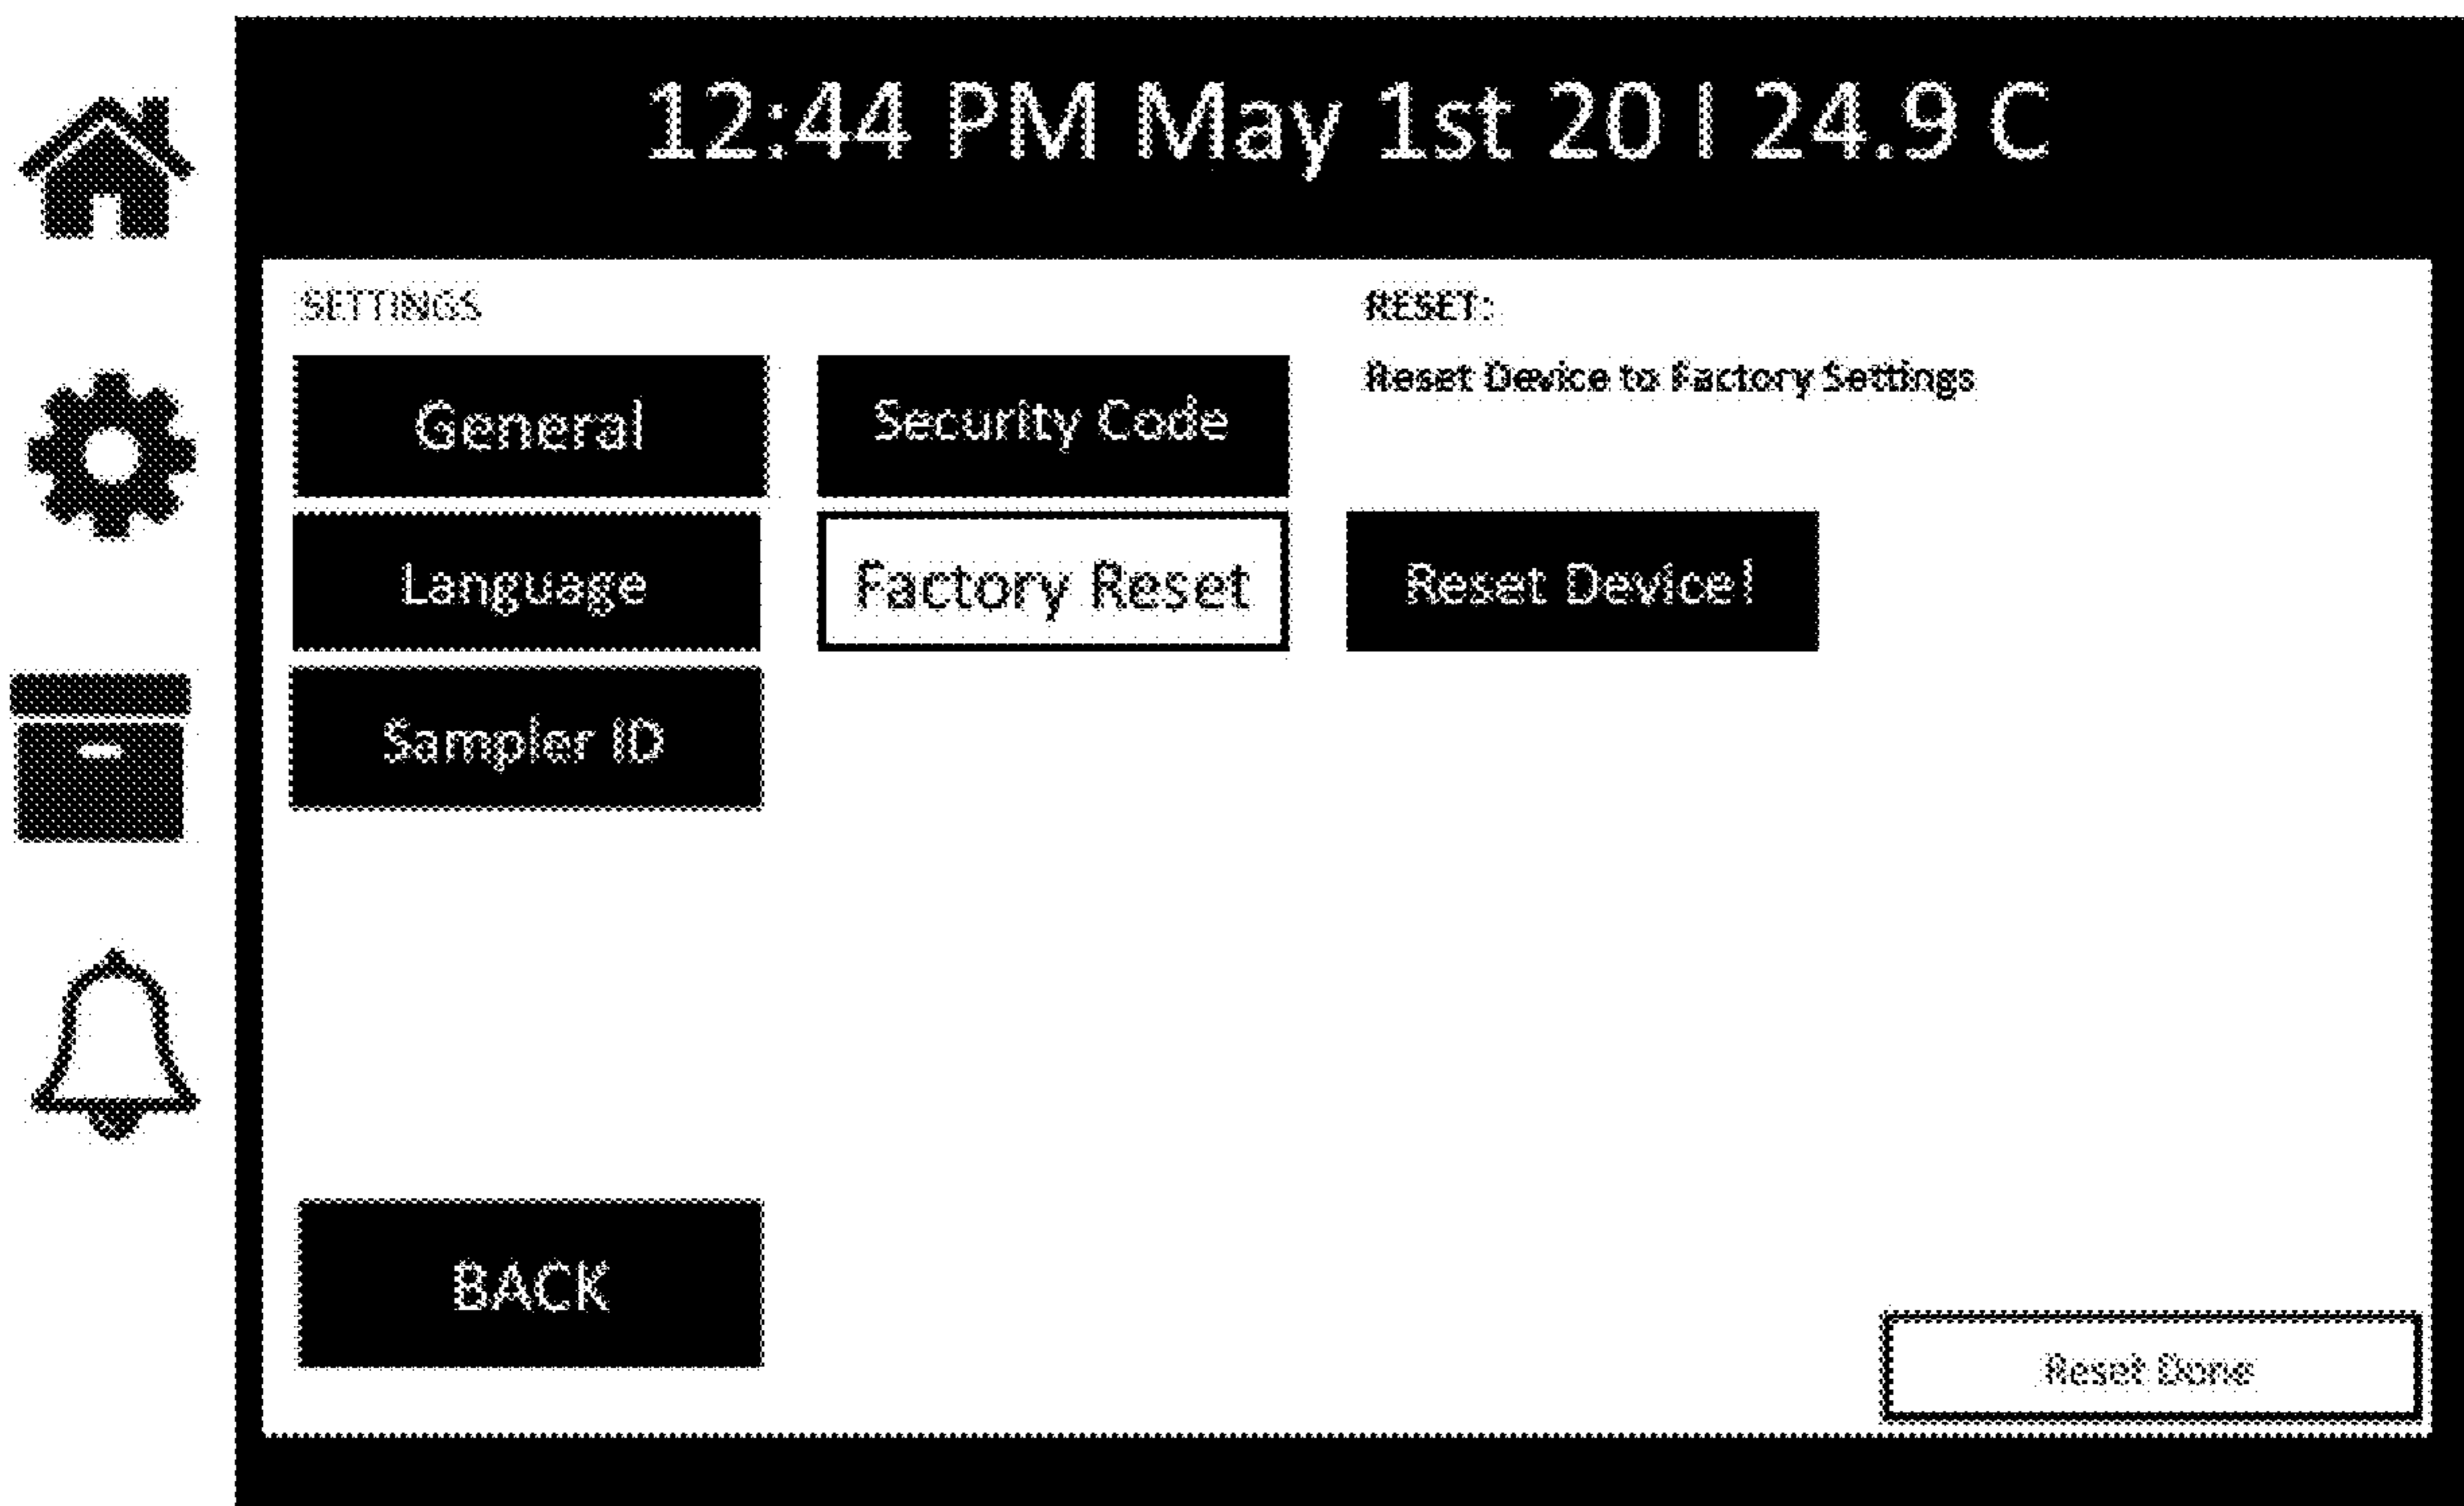 12:44 PM May 1st 20 I 24.9 C
SETTINGS
RESET:
General
Security Code
Reset Device to Factory Settings
Language
Factory Reset
Reset Device!
Sampler ID
BACK
Reset Done